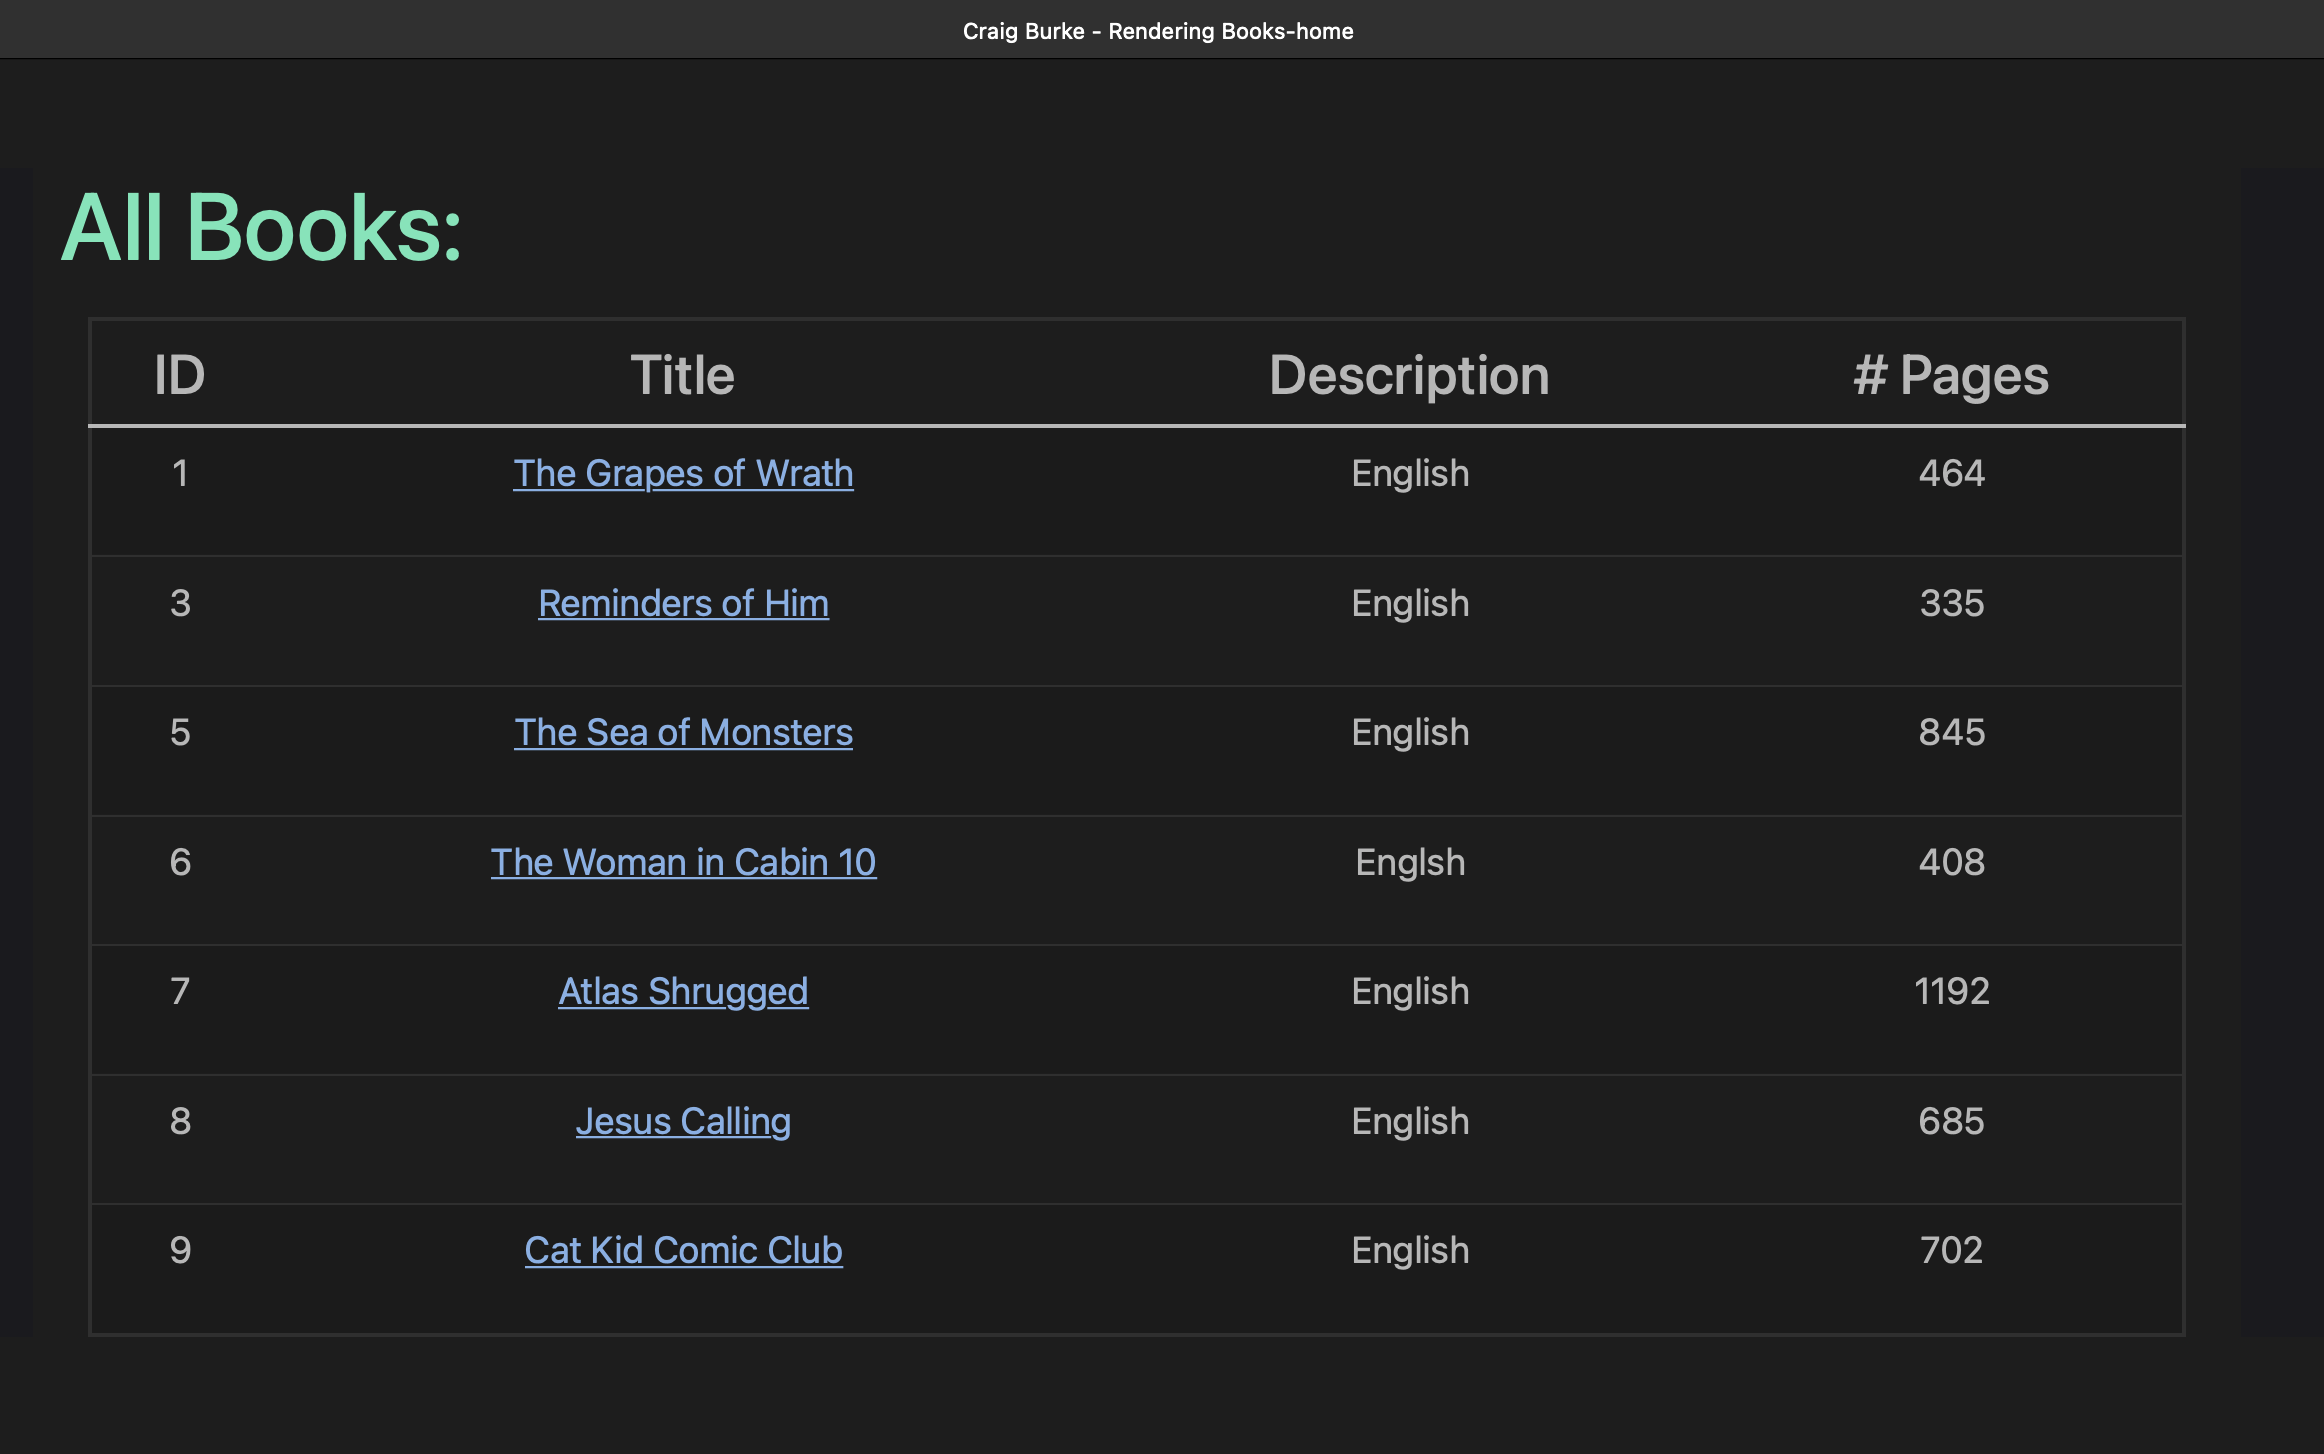 Craig Burke - Rendering Books-home
All Books:
ID Title Description # Pages
1 The Grapes of Wrath English 464
3 Reminders of Him English 335
5 The Sea of Monsters English 845
6 The Woman in Cabin 10 Englsh 408
7 Atlas Shrugged English 1192
8 Jesus Calling English 685
9 Cat Kid Comic Club English 702